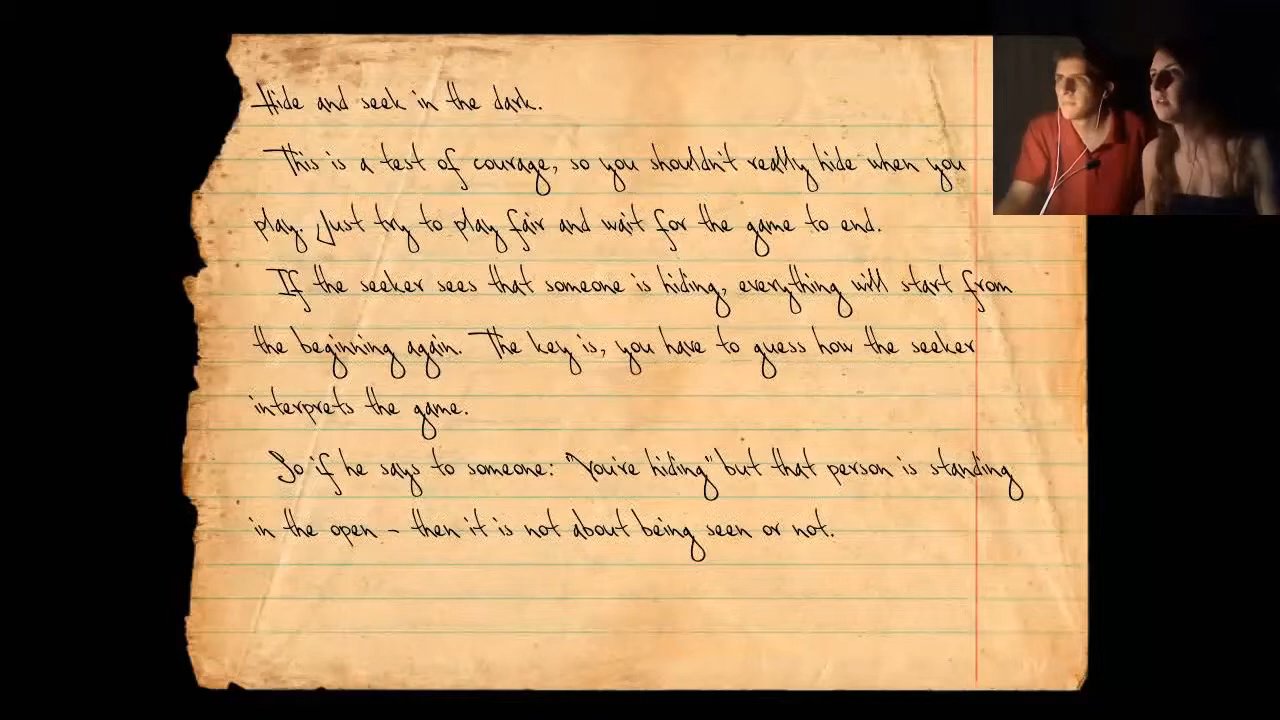 Hide and seek in the dark.
This is a test of courage, so you shouldn't really hide when you
play. Just try to play fair and wait for the game to end.
If the seeker sees that someone is hiding, everything will start from
the beginning again. The key is, you have to guess how the seeker
interprets the game.
So if he says to someone: "You're hiding" but that person is standing
in the open - then it is not about being seen or not.